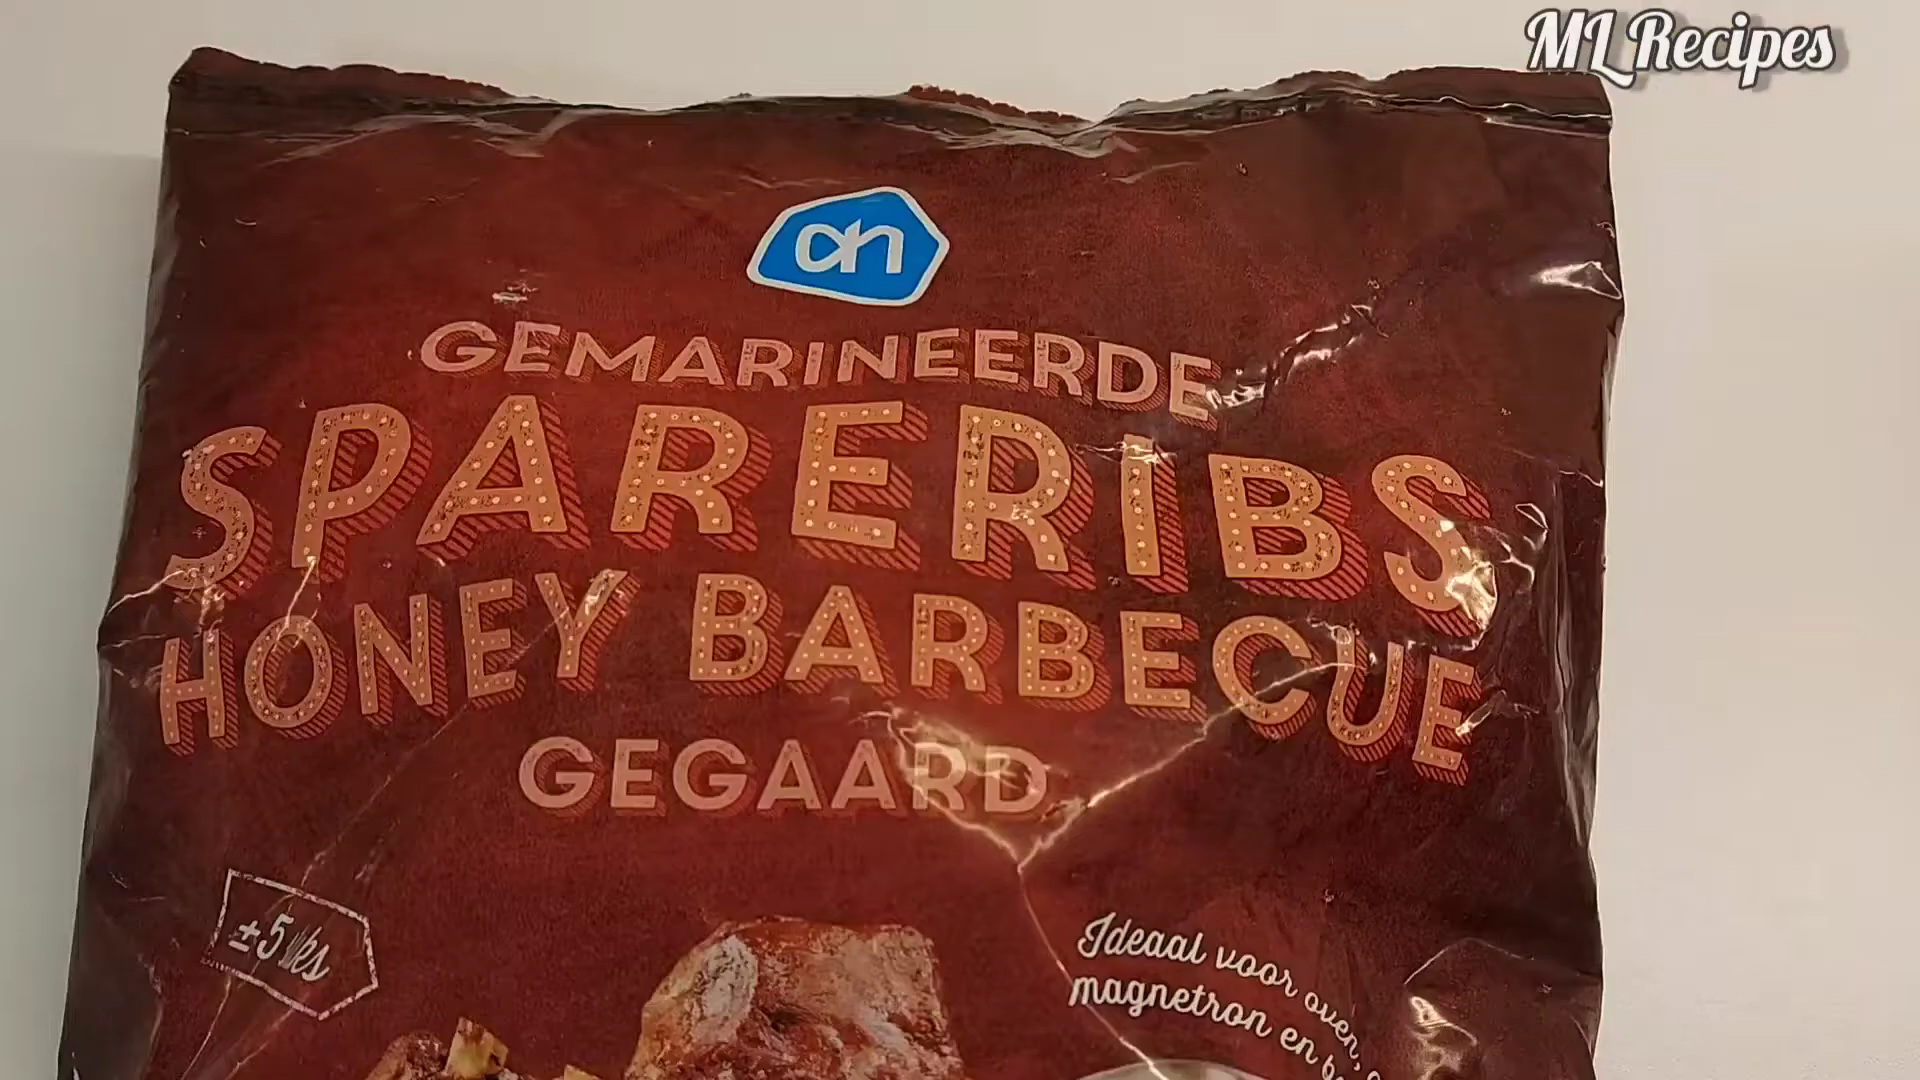 ML Recipes
ah
GEMARINEERDE
SPARERIBS
HONEY BARBECUE
GEGAARD
±5
Ideaal voor oven,
magnetron en